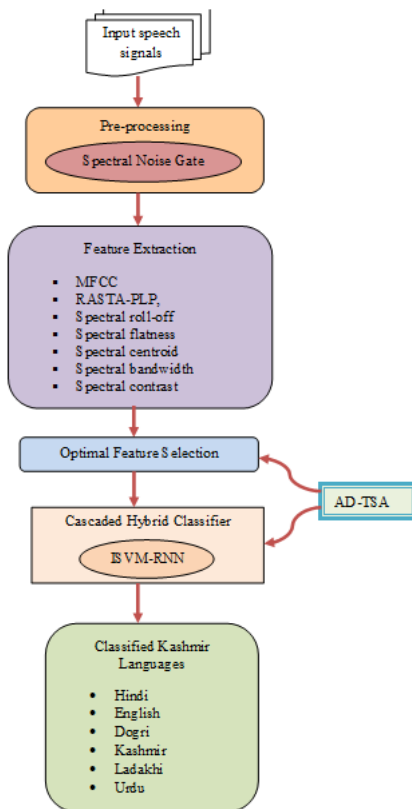 Input speech
signals
Pre-processing
Spectral Noise Gate
Feature Extraction
▪ MFCC
▪ RASTA-PLP,
▪ Spectral roll-off
▪ Spectral flatness
▪ Spectral centroid
▪ Spectral bandwidth
▪ Spectral contrast
Optimal Feature Selection
AD-TSA
Cascaded Hybrid Classifier
ISVM-RNN
Classified Kashmir
Languages
• Hindi
• English
• Dogri
• Kashmir
• Ladakhi
• Urdu